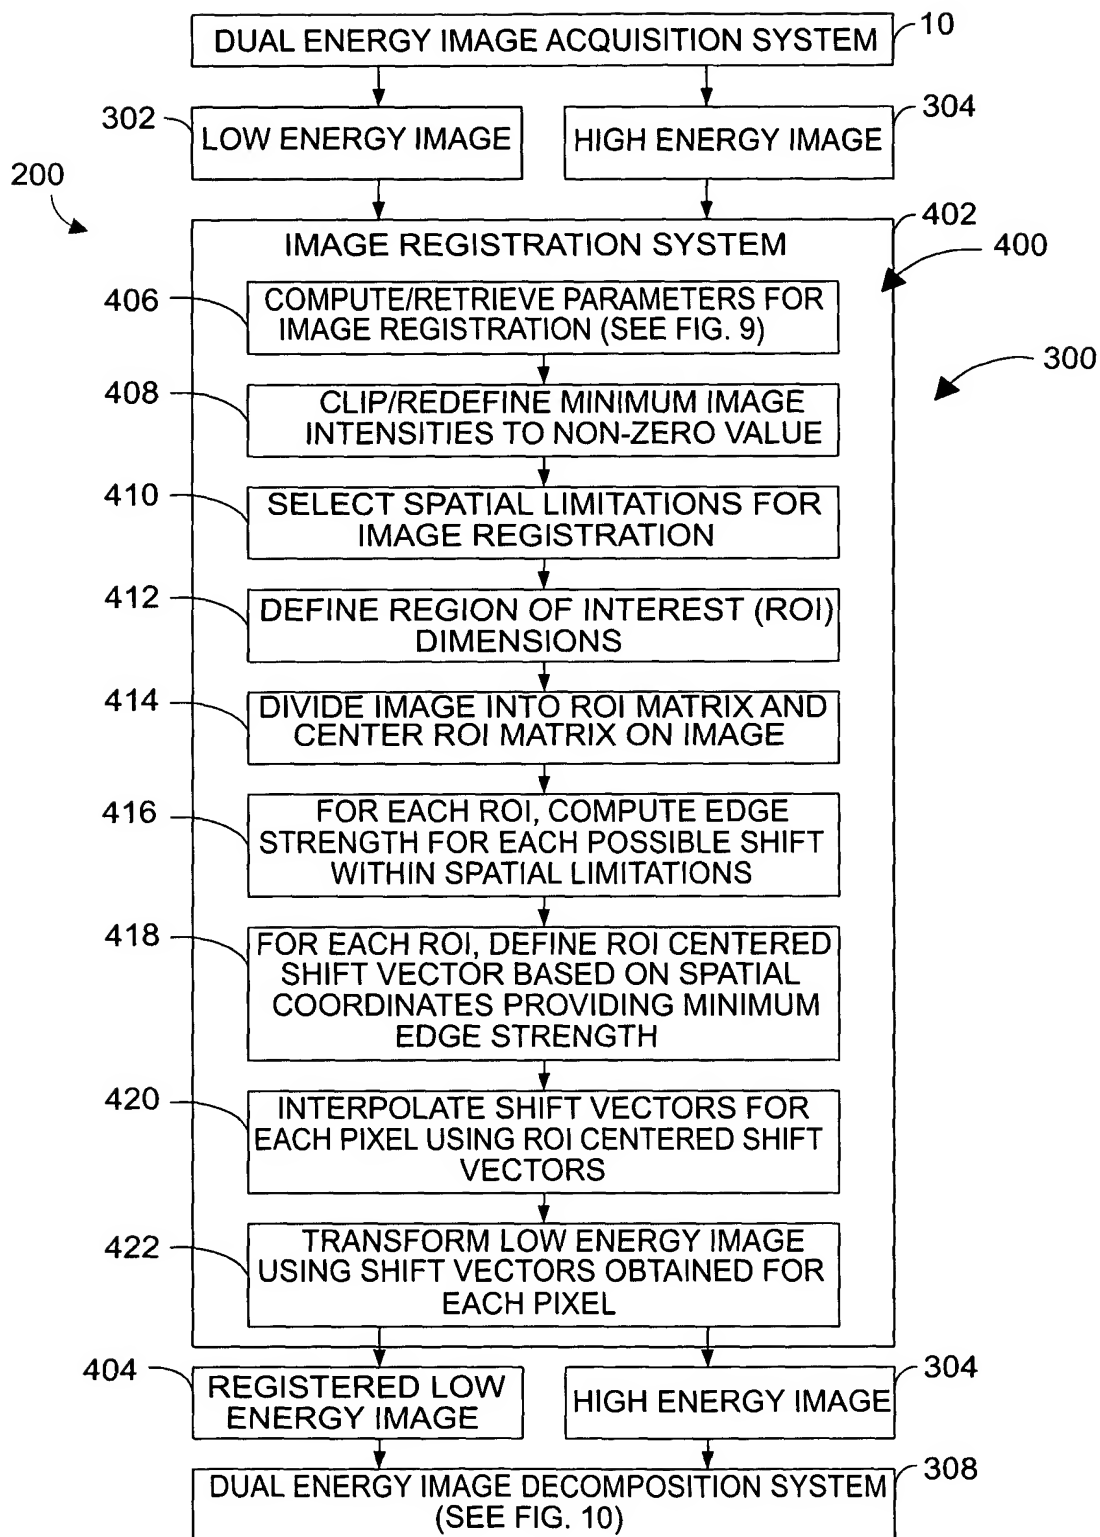 DUAL ENERGY IMAGE ACQUISITION SYSTEM
10
302
LOW ENERGY IMAGE
HIGH ENERGY IMAGE
304
200
402
IMAGE REGISTRATION SYSTEM
400
406
COMPUTE/RETRIEVE PARAMETERS FOR
IMAGE REGISTRATION (SEE FIG. 9)
300
408
CLIP/REDEFINE MINIMUM IMAGE
INTENSITIES TO NON-ZERO VALUE
410
SELECT SPATIAL LIMITATIONS FOR
IMAGE REGISTRATION
412
DEFINE REGION OF INTEREST (ROI)
DIMENSIONS
414
DIVIDE IMAGE INTO ROI MATRIX AND
CENTER ROI MATRIX ON IMAGE
416
FOR EACH ROI, COMPUTE EDGE
STRENGTH FOR EACH POSSIBLE SHIFT
WITHIN SPATIAL LIMITATIONS
418
FOR EACH ROI, DEFINE ROI CENTERED
SHIFT VECTOR BASED ON SPATIAL
COORDINATES PROVIDING MINIMUM
EDGE STRENGTH
420
INTERPOLATE SHIFT VECTORS FOR
EACH PIXEL USING ROI CENTERED SHIFT
VECTORS
422
TRANSFORM LOW ENERGY IMAGE
USING SHIFT VECTORS OBTAINED FOR
EACH PIXEL
404
REGISTERED LOW
ENERGY IMAGE
HIGH ENERGY IMAGE
304
DUAL ENERGY IMAGE DECOMPOSITION SYSTEM
(SEE FIG. 10)
308